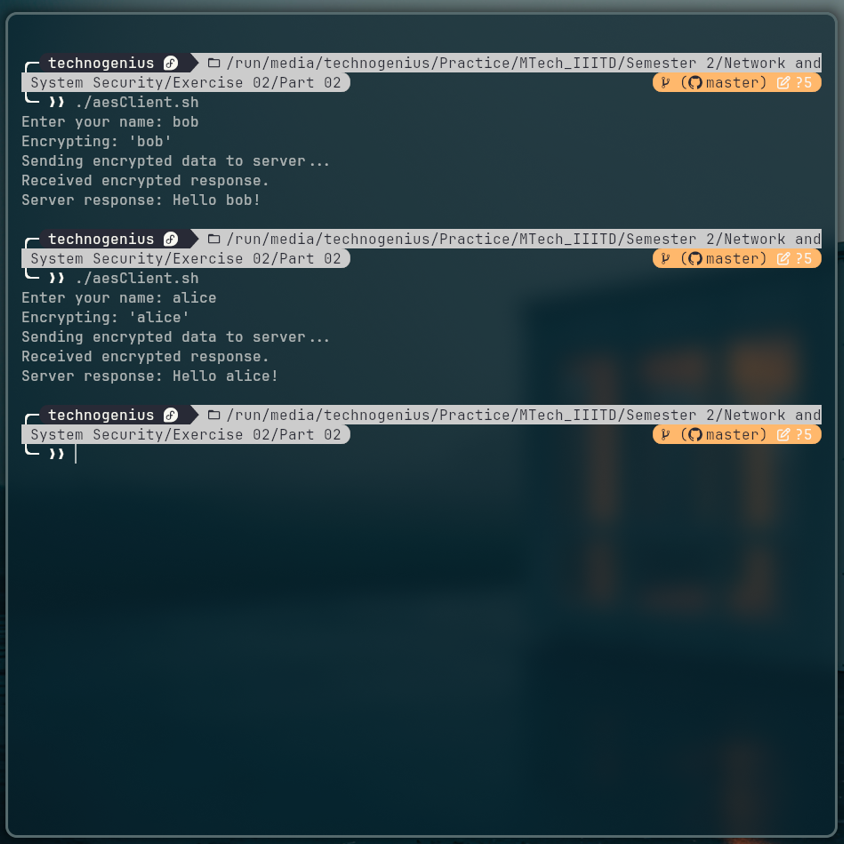 technogenius /run/media/technogenius/Practice/MTech_IIITD/Semester 2/Network and
System Security/Exercise 02/Part 02 (master) ?5
❯❯ ./aesClient.sh
Enter your name: bob
Encrypting: 'bob'
Sending encrypted data to server...
Received encrypted response.
Server response: Hello bob!
technogenius /run/media/technogenius/Practice/MTech_IIITD/Semester 2/Network and
System Security/Exercise 02/Part 02 (master) ?5
❯❯ ./aesClient.sh
Enter your name: alice
Encrypting: 'alice'
Sending encrypted data to server...
Received encrypted response.
Server response: Hello alice!
technogenius /run/media/technogenius/Practice/MTech_IIITD/Semester 2/Network and
System Security/Exercise 02/Part 02 (master) ?5
❯❯